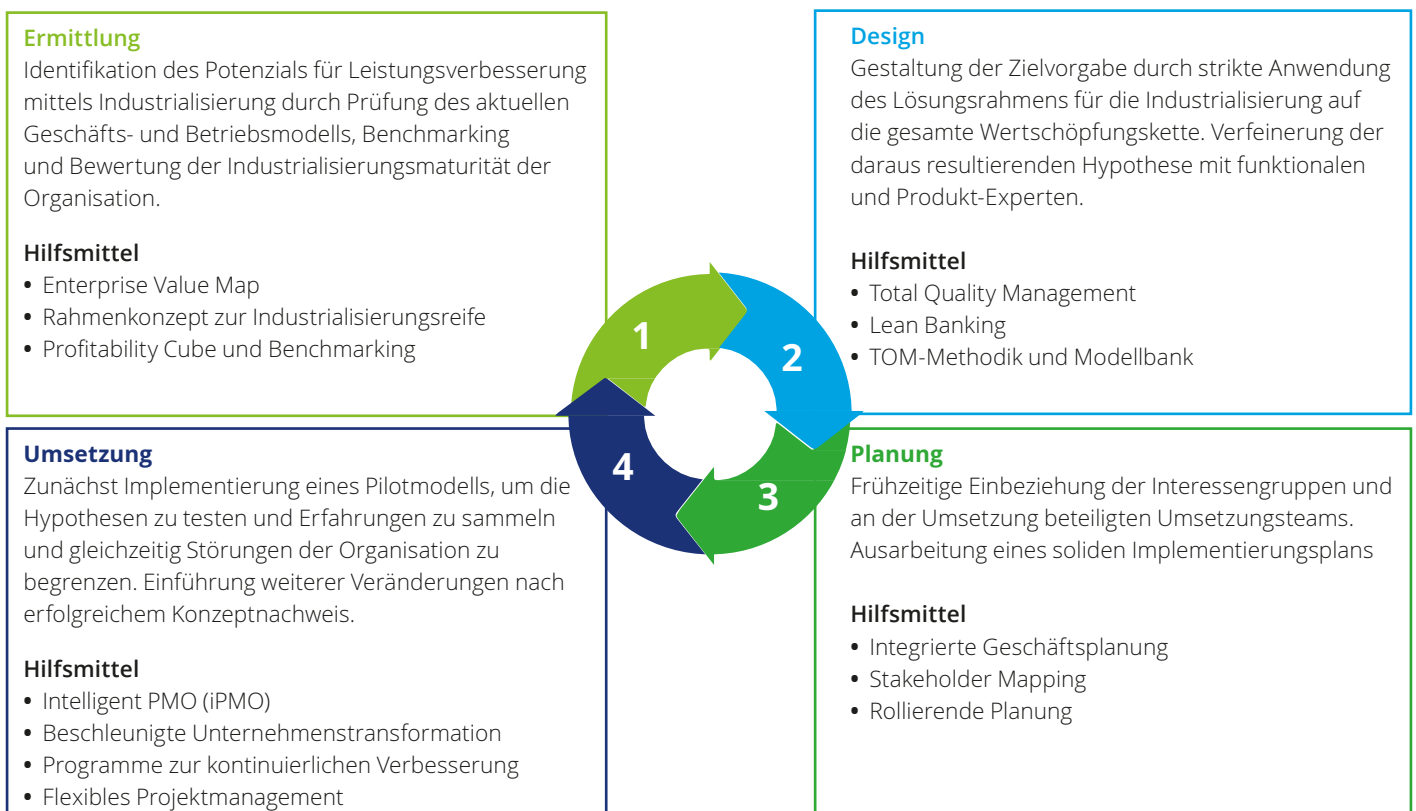 Ermittlung
Identifikation des Potenzials für Leistungsverbesserung
mittels Industrialisierung durch Prüfung des aktuellen
Geschäfts- und Betriebsmodells, Benchmarking
und Bewertung der Industrialisierungsmaturität der
Organisation.
Hilfsmittel
• Enterprise Value Map
• Rahmenkonzept zur Industrialisierungsreife
• Profitability Cube und Benchmarking
Design
Gestaltung der Zielvorgabe durch strikte Anwendung
des Lösungsrahmens für die Industrialisierung auf
die gesamte Wertschöpfungskette. Verfeinerung der
daraus resultierenden Hypothese mit funktionalen
und Produkt-Experten.
Hilfsmittel
• Total Quality Management
• Lean Banking
• TOM-Methodik und Modellbank
1
2
3
4
Planung
Frühzeitige Einbeziehung der Interessengruppen und
an der Umsetzung beteiligten Umsetzungsteams.
Ausarbeitung eines soliden Implementierungsplans
Hilfsmittel
• Integrierte Geschäftsplanung
• Stakeholder Mapping
• Rollierende Planung
Umsetzung
Zunächst Implementierung eines Pilotmodells, um die
Hypothesen zu testen und Erfahrungen zu sammeln
und gleichzeitig Störungen der Organisation zu
begrenzen. Einführung weiterer Veränderungen nach
erfolgreichem Konzeptnachweis.
Hilfsmittel
• Intelligent PMO (iPMO)
• Beschleunigte Unternehmenstransformation
• Programme zur kontinuierlichen Verbesserung
• Flexibles Projektmanagement